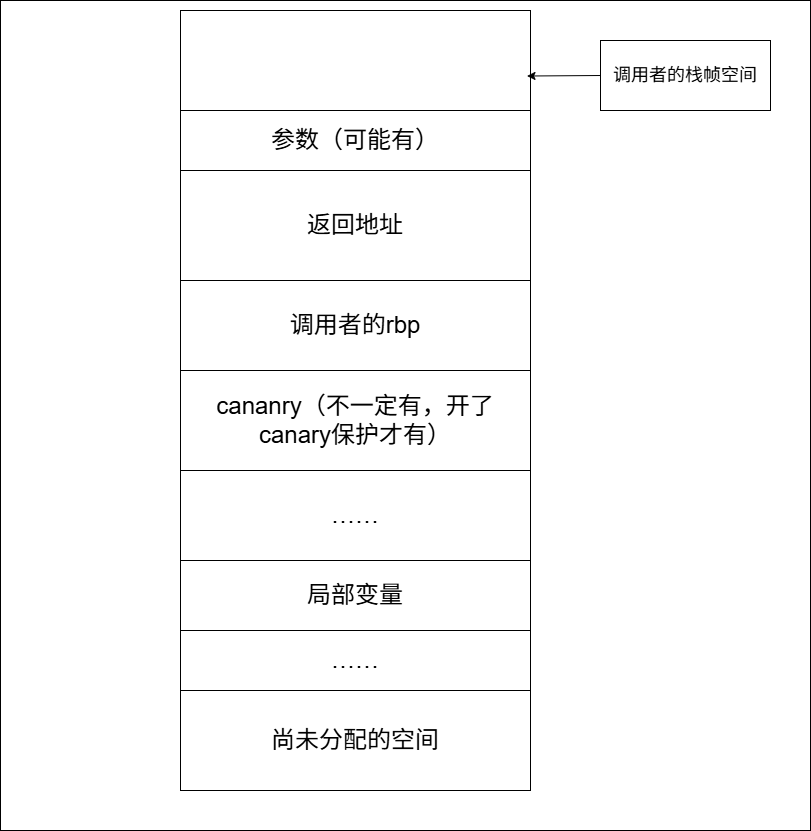 调用者的栈帧空间
参数（可能有）
返回地址
调用者的rbp
cananry（不一定有，开了
canary保护才有）
……
局部变量
……
尚未分配的空间